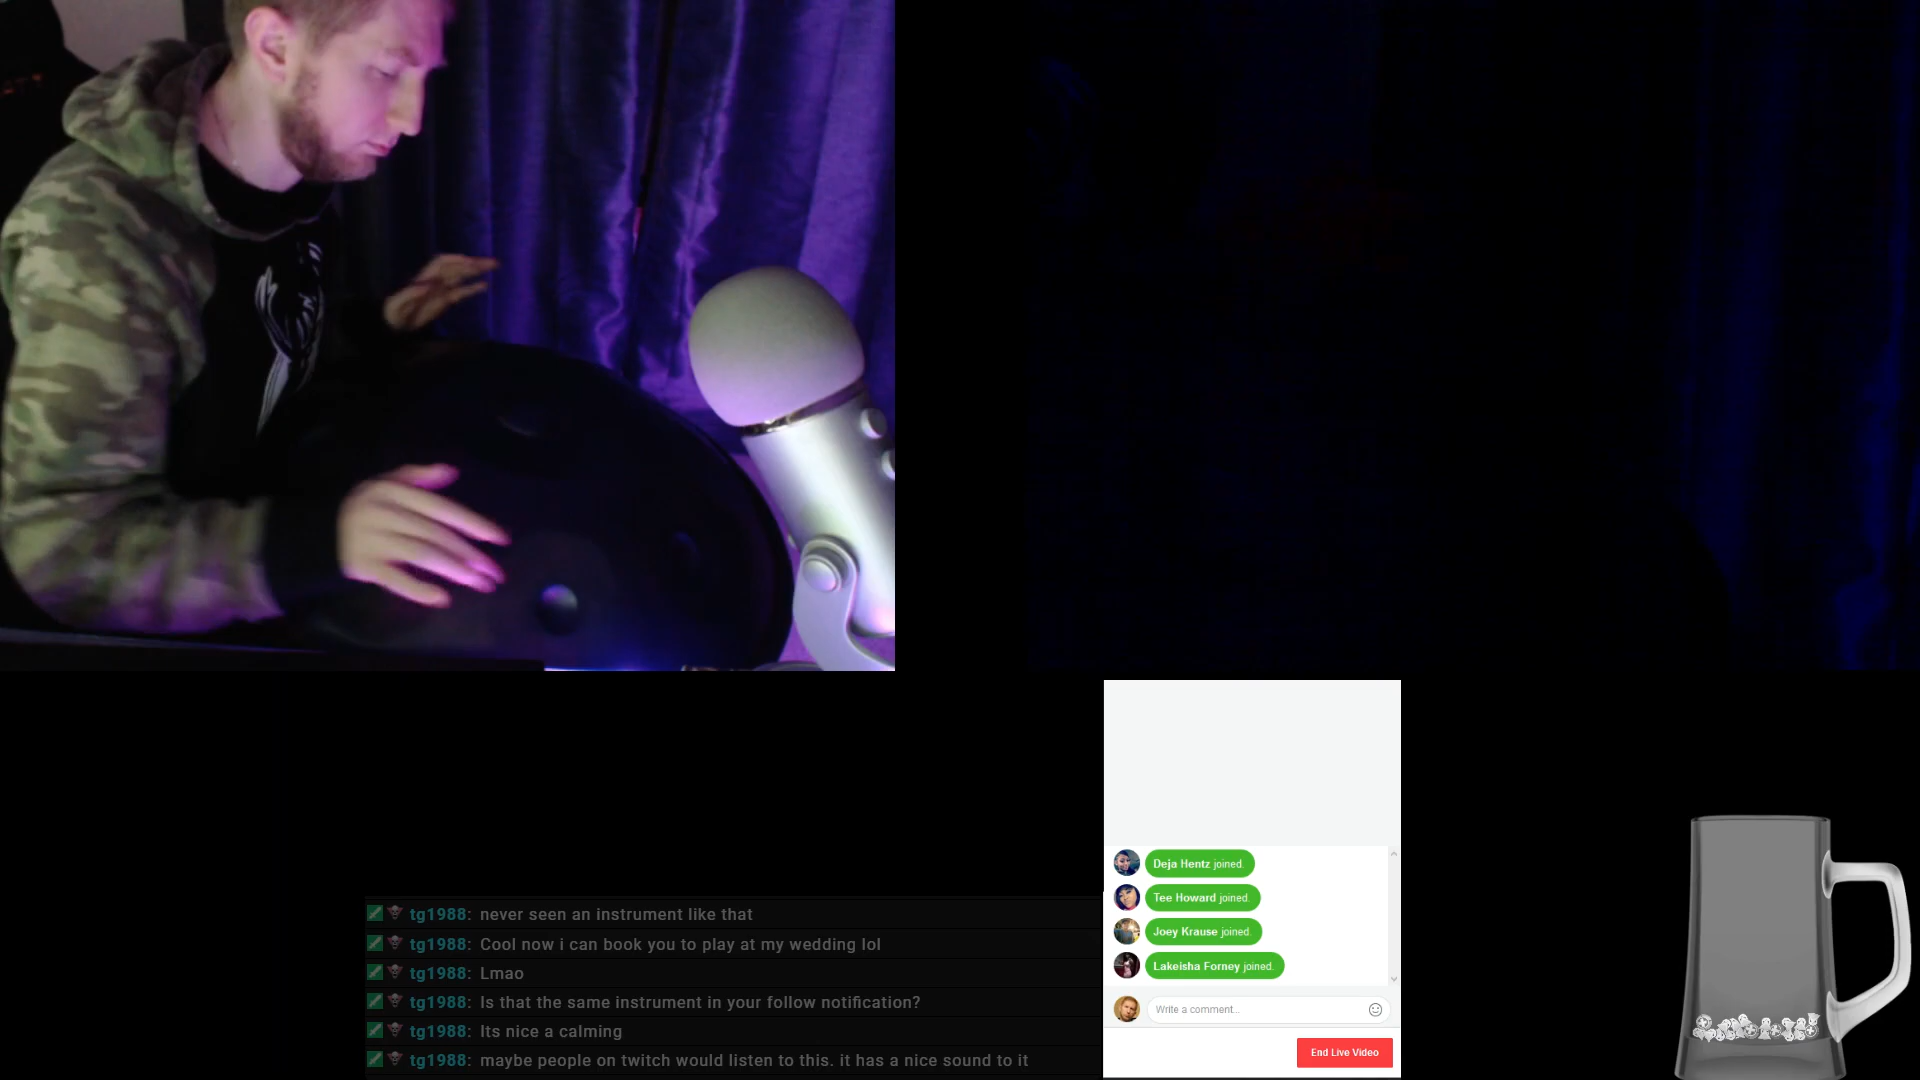 Deja Hentz joined.
Tee Howard joined.
Joey Krause joined.
Lakeisha Forney joined.
Write a comment...
End Live Video
tg1988: never seen an instrument like that
tg1988: Cool now i can book you to play at my wedding lol
tg1988: Lmao
tg1988: Is that the same instrument in your follow notification?
tg1988: Its nice a calming
tg1988: maybe people on twitch would listen to this. it has a nice sound to it